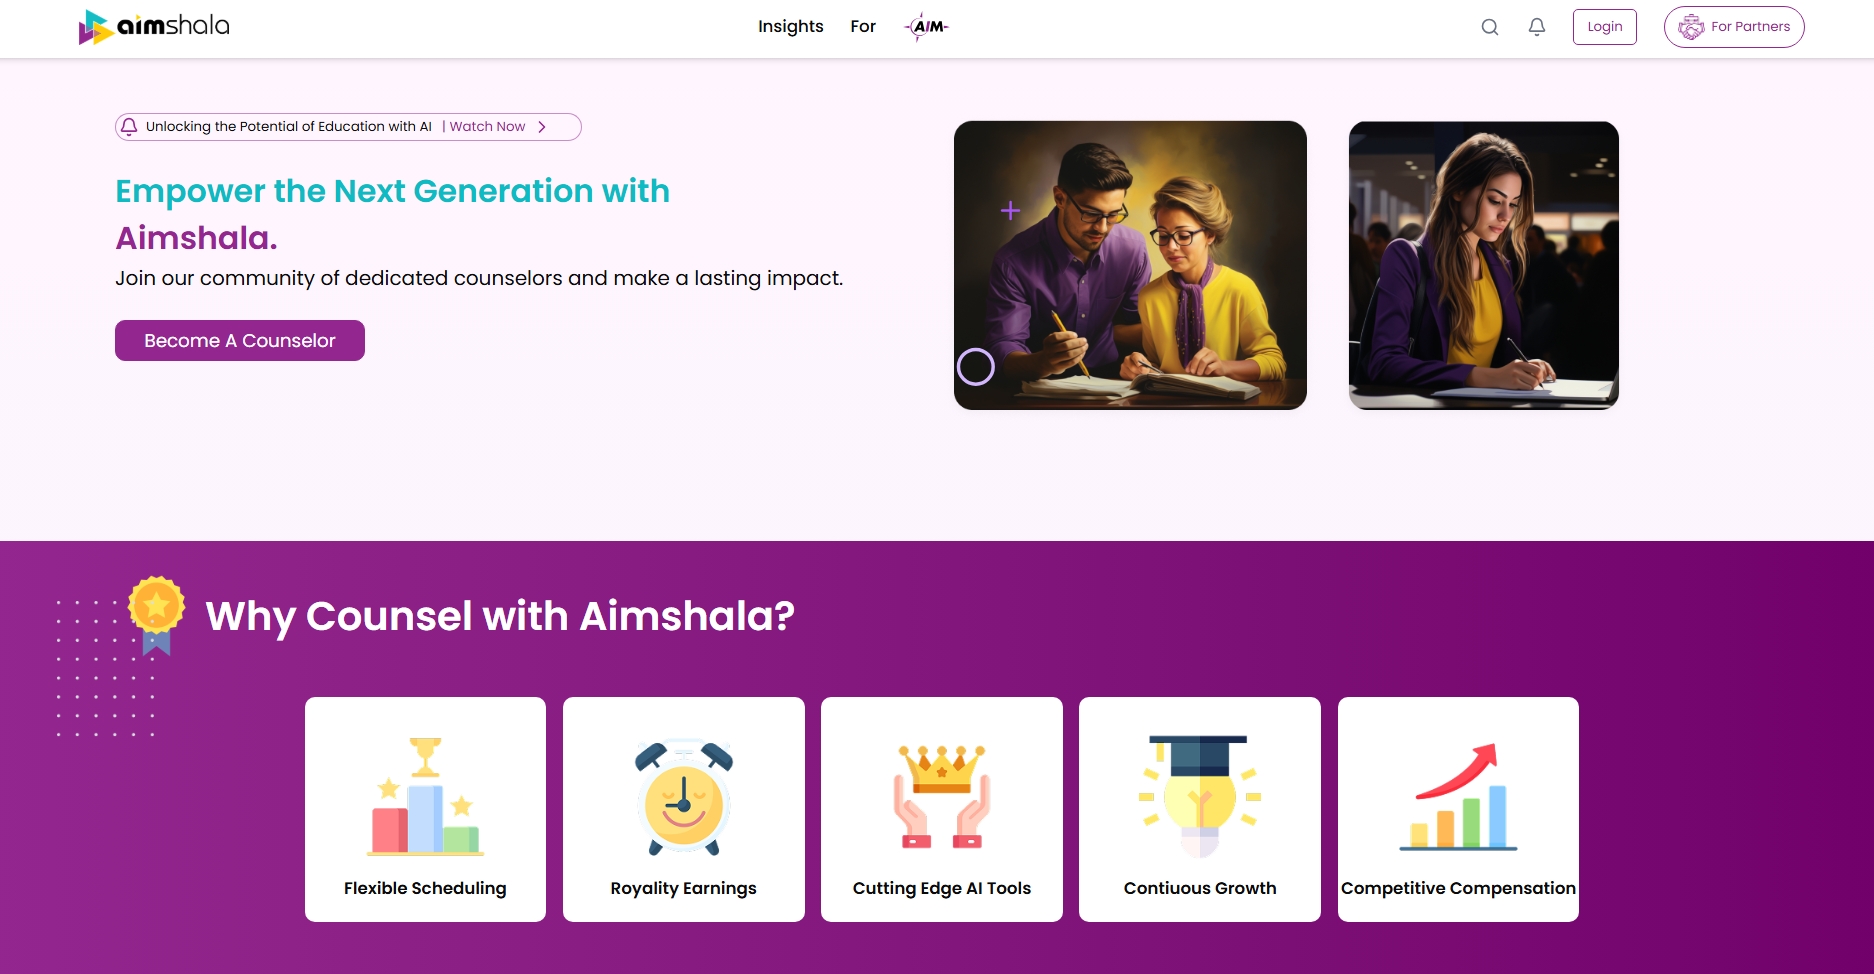 aimshala
Insights For AIM Login For Partners
Unlocking the Potential of Education with AI | Watch Now
Empower the Next Generation with
Aimshala.
Join our community of dedicated counselors and make a lasting impact.
Become A Counselor
Why Counsel with Aimshala?
Flexible Scheduling
Royality Earnings
Cutting Edge AI Tools
Contiuous Growth
Competitive Compensation